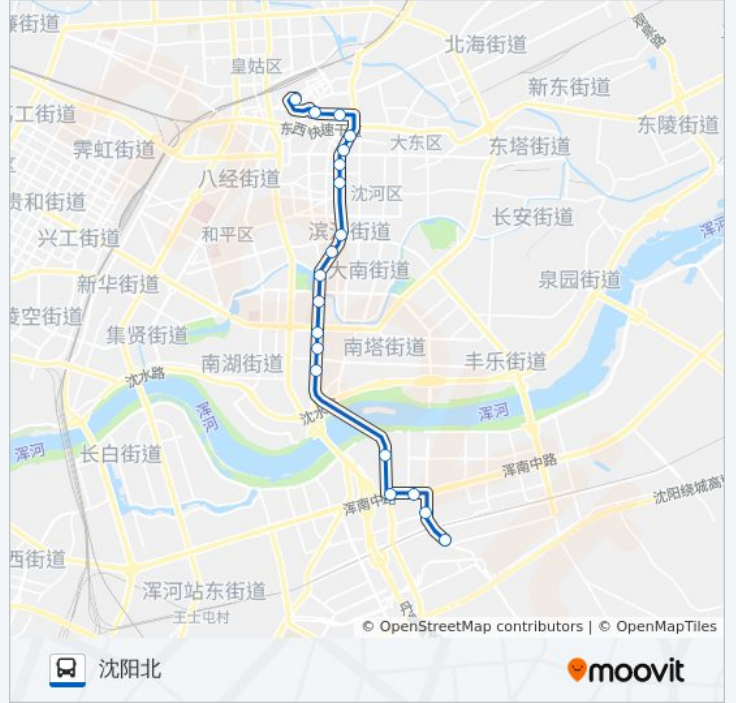 北海街道
皇姑区
新东街道
东西快速干
大东区
东陵街道
霁虹街道
东塔街道
八经街道
沈河区
贵和街道
长安街道
兴工街道
和平区
街道
浑河
大南街道
泉园街道
新华街道
凌空街道
集贤街道
南湖街道
南塔街道
丰乐街道
沈水路
浑河
沈水
浑河
浑河
长白街道
浑南中路
浑南中路
沈阳绕城高速
西街道
浑河站东街道
王士屯村
丹
© OpenStreetMap contributors | © OpenMapTiles
沈阳北
moovit